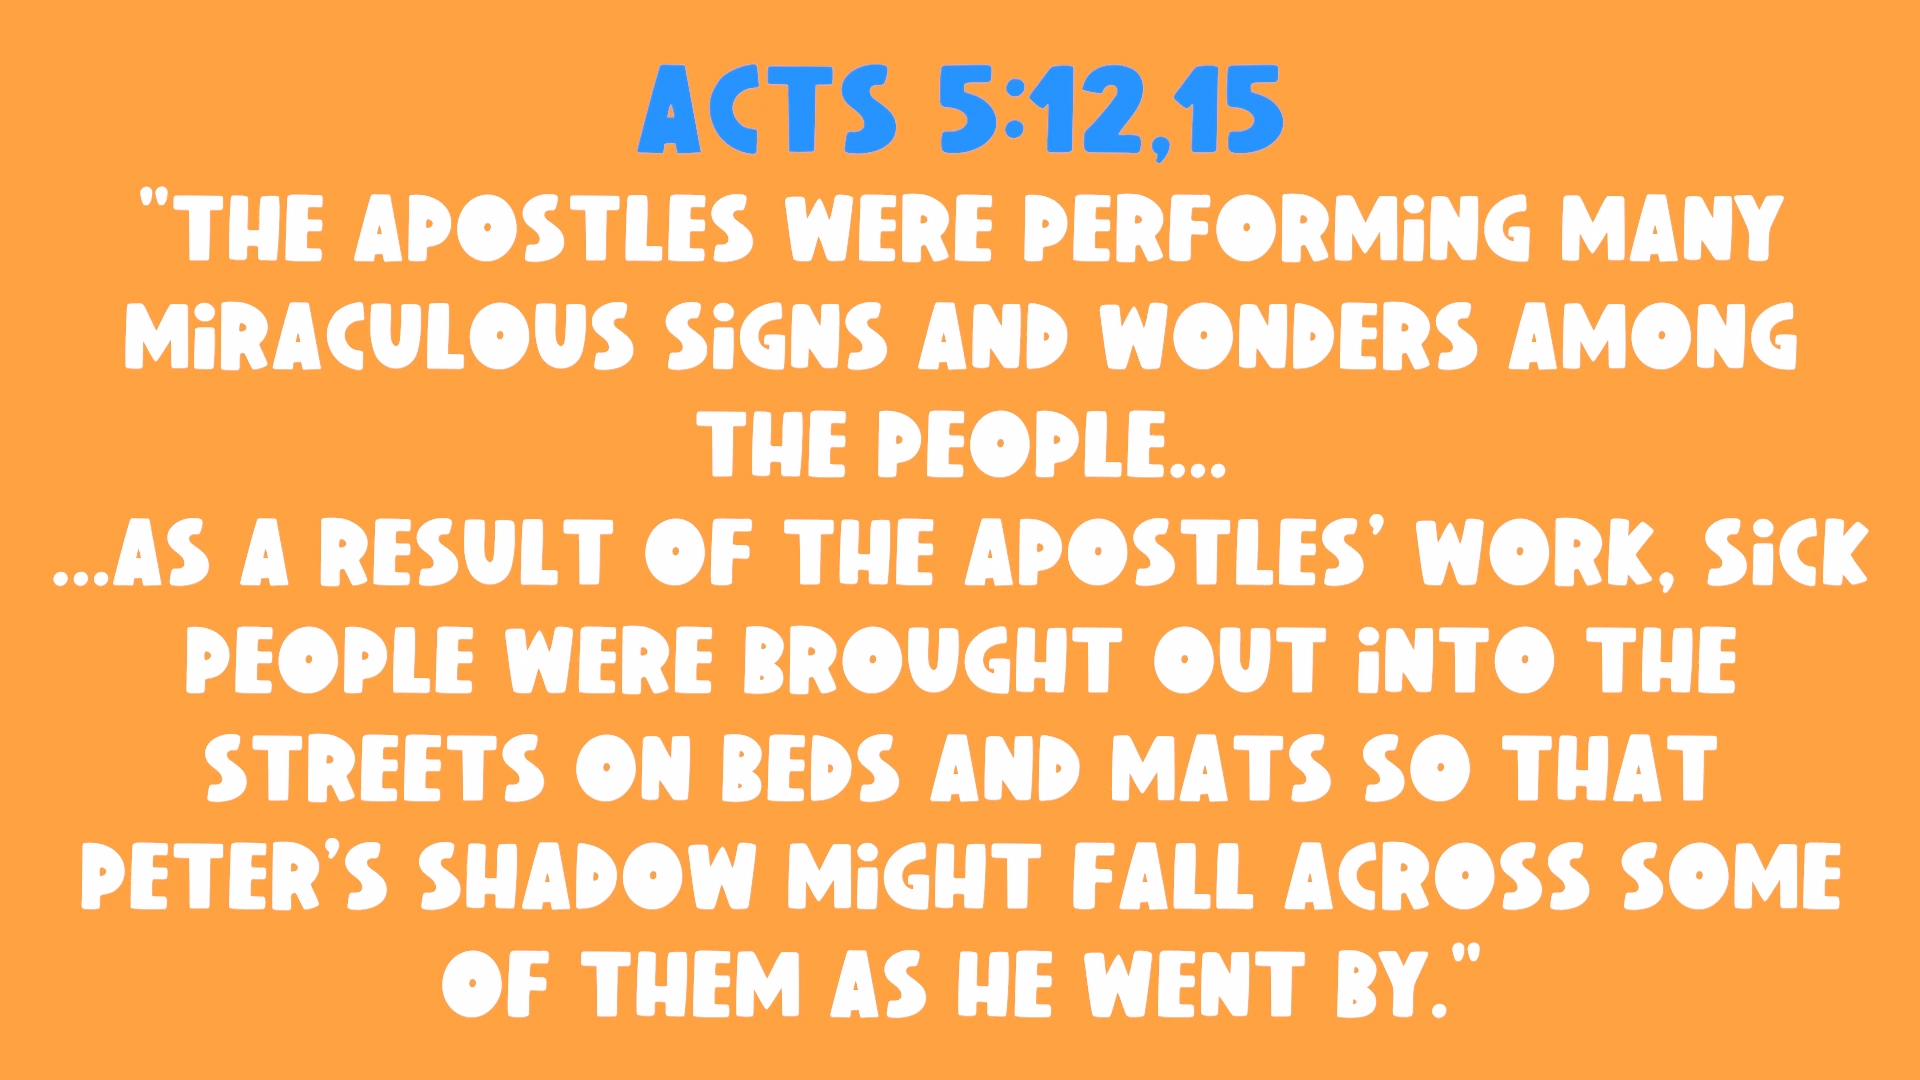 ACTS 5:12,15
"THE APOSTLES WERE PERFORMiNG MANY
MiRACULOUS SiGNS AND WONDERS AMONG
THE PEOPLE...
...AS A RESULT OF THE APOSTLES' WORK, SiCK
PEOPLE WERE BROUGHT OUT iNTO THE
STREETS ON BEDS AND MATS SO THAT
PETER'S SHADOW MiGHT FALL ACROSS SOME
OF THEM AS HE WENT BY."